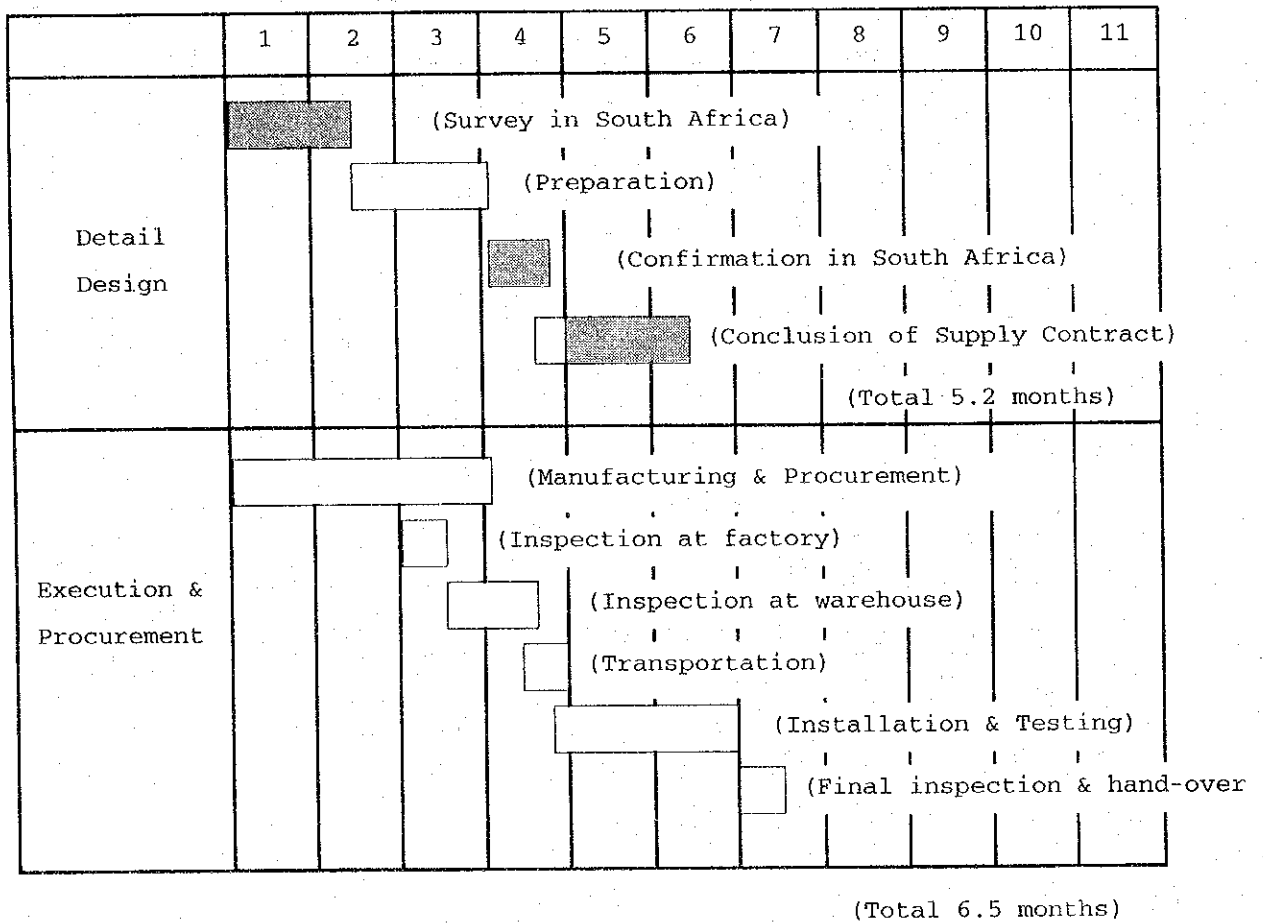 1 2 3 4 5 6 7 8 9 10 11
Detail
Design
(Survey in South Africa)
(Preparation)
(Confirmation in South Africa)
(Conclusion of Supply Contract)
(Total 5.2 months)
Execution &
Procurement
(Manufacturing & Procurement)
(Inspection at factory)
(Inspection at warehouse)
(Transportation)
(Installation & Testing)
(Final inspection & hand-over
(Total 6.5 months)